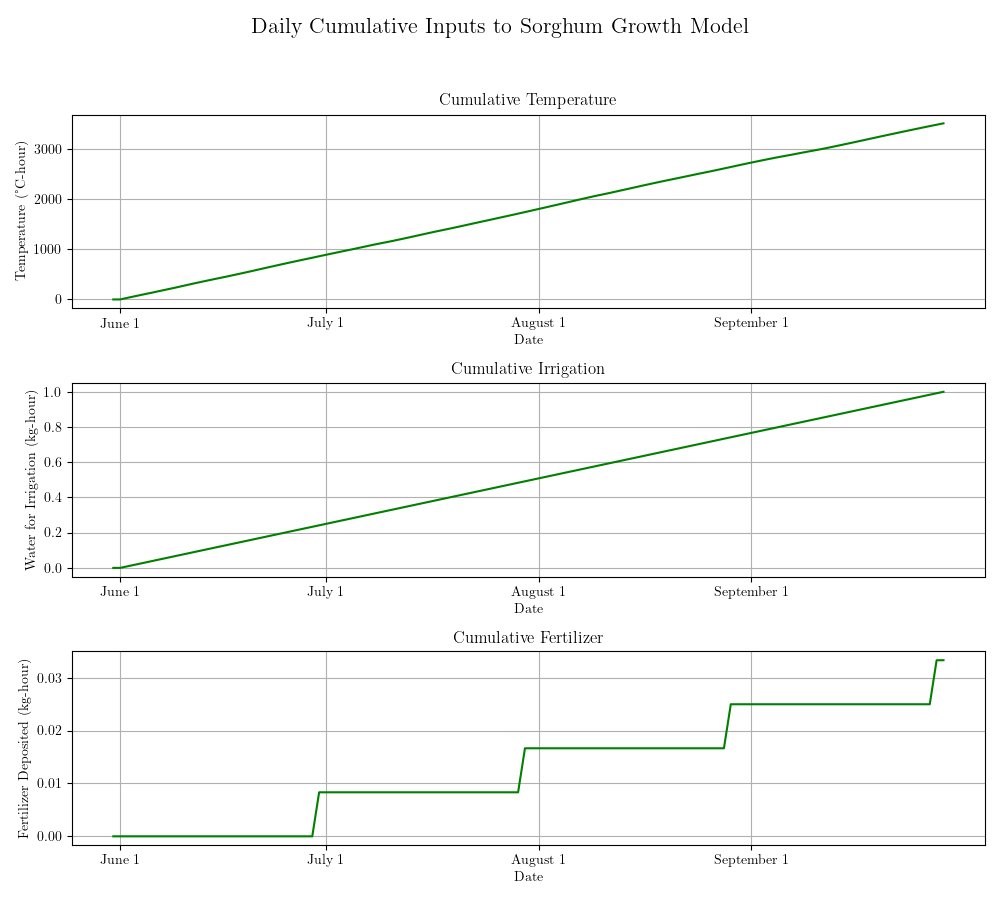 Daily Cumulative Inputs to Sorghum Growth Model
Cumulative Temperature
Temperature (°C-hour)
3000
2000
1000
0
June 1
July 1
August 1
September 1
Date
Cumulative Irrigation
Water for Irrigation (kg-hour)
1.0
0.8
0.6
0.4
0.2
0.0
June 1
July 1
August 1
September 1
Date
Cumulative Fertilizer
Fertilizer Deposited (kg-hour)
0.03
0.02
0.01
0.00
June 1
July 1
August 1
September 1
Date